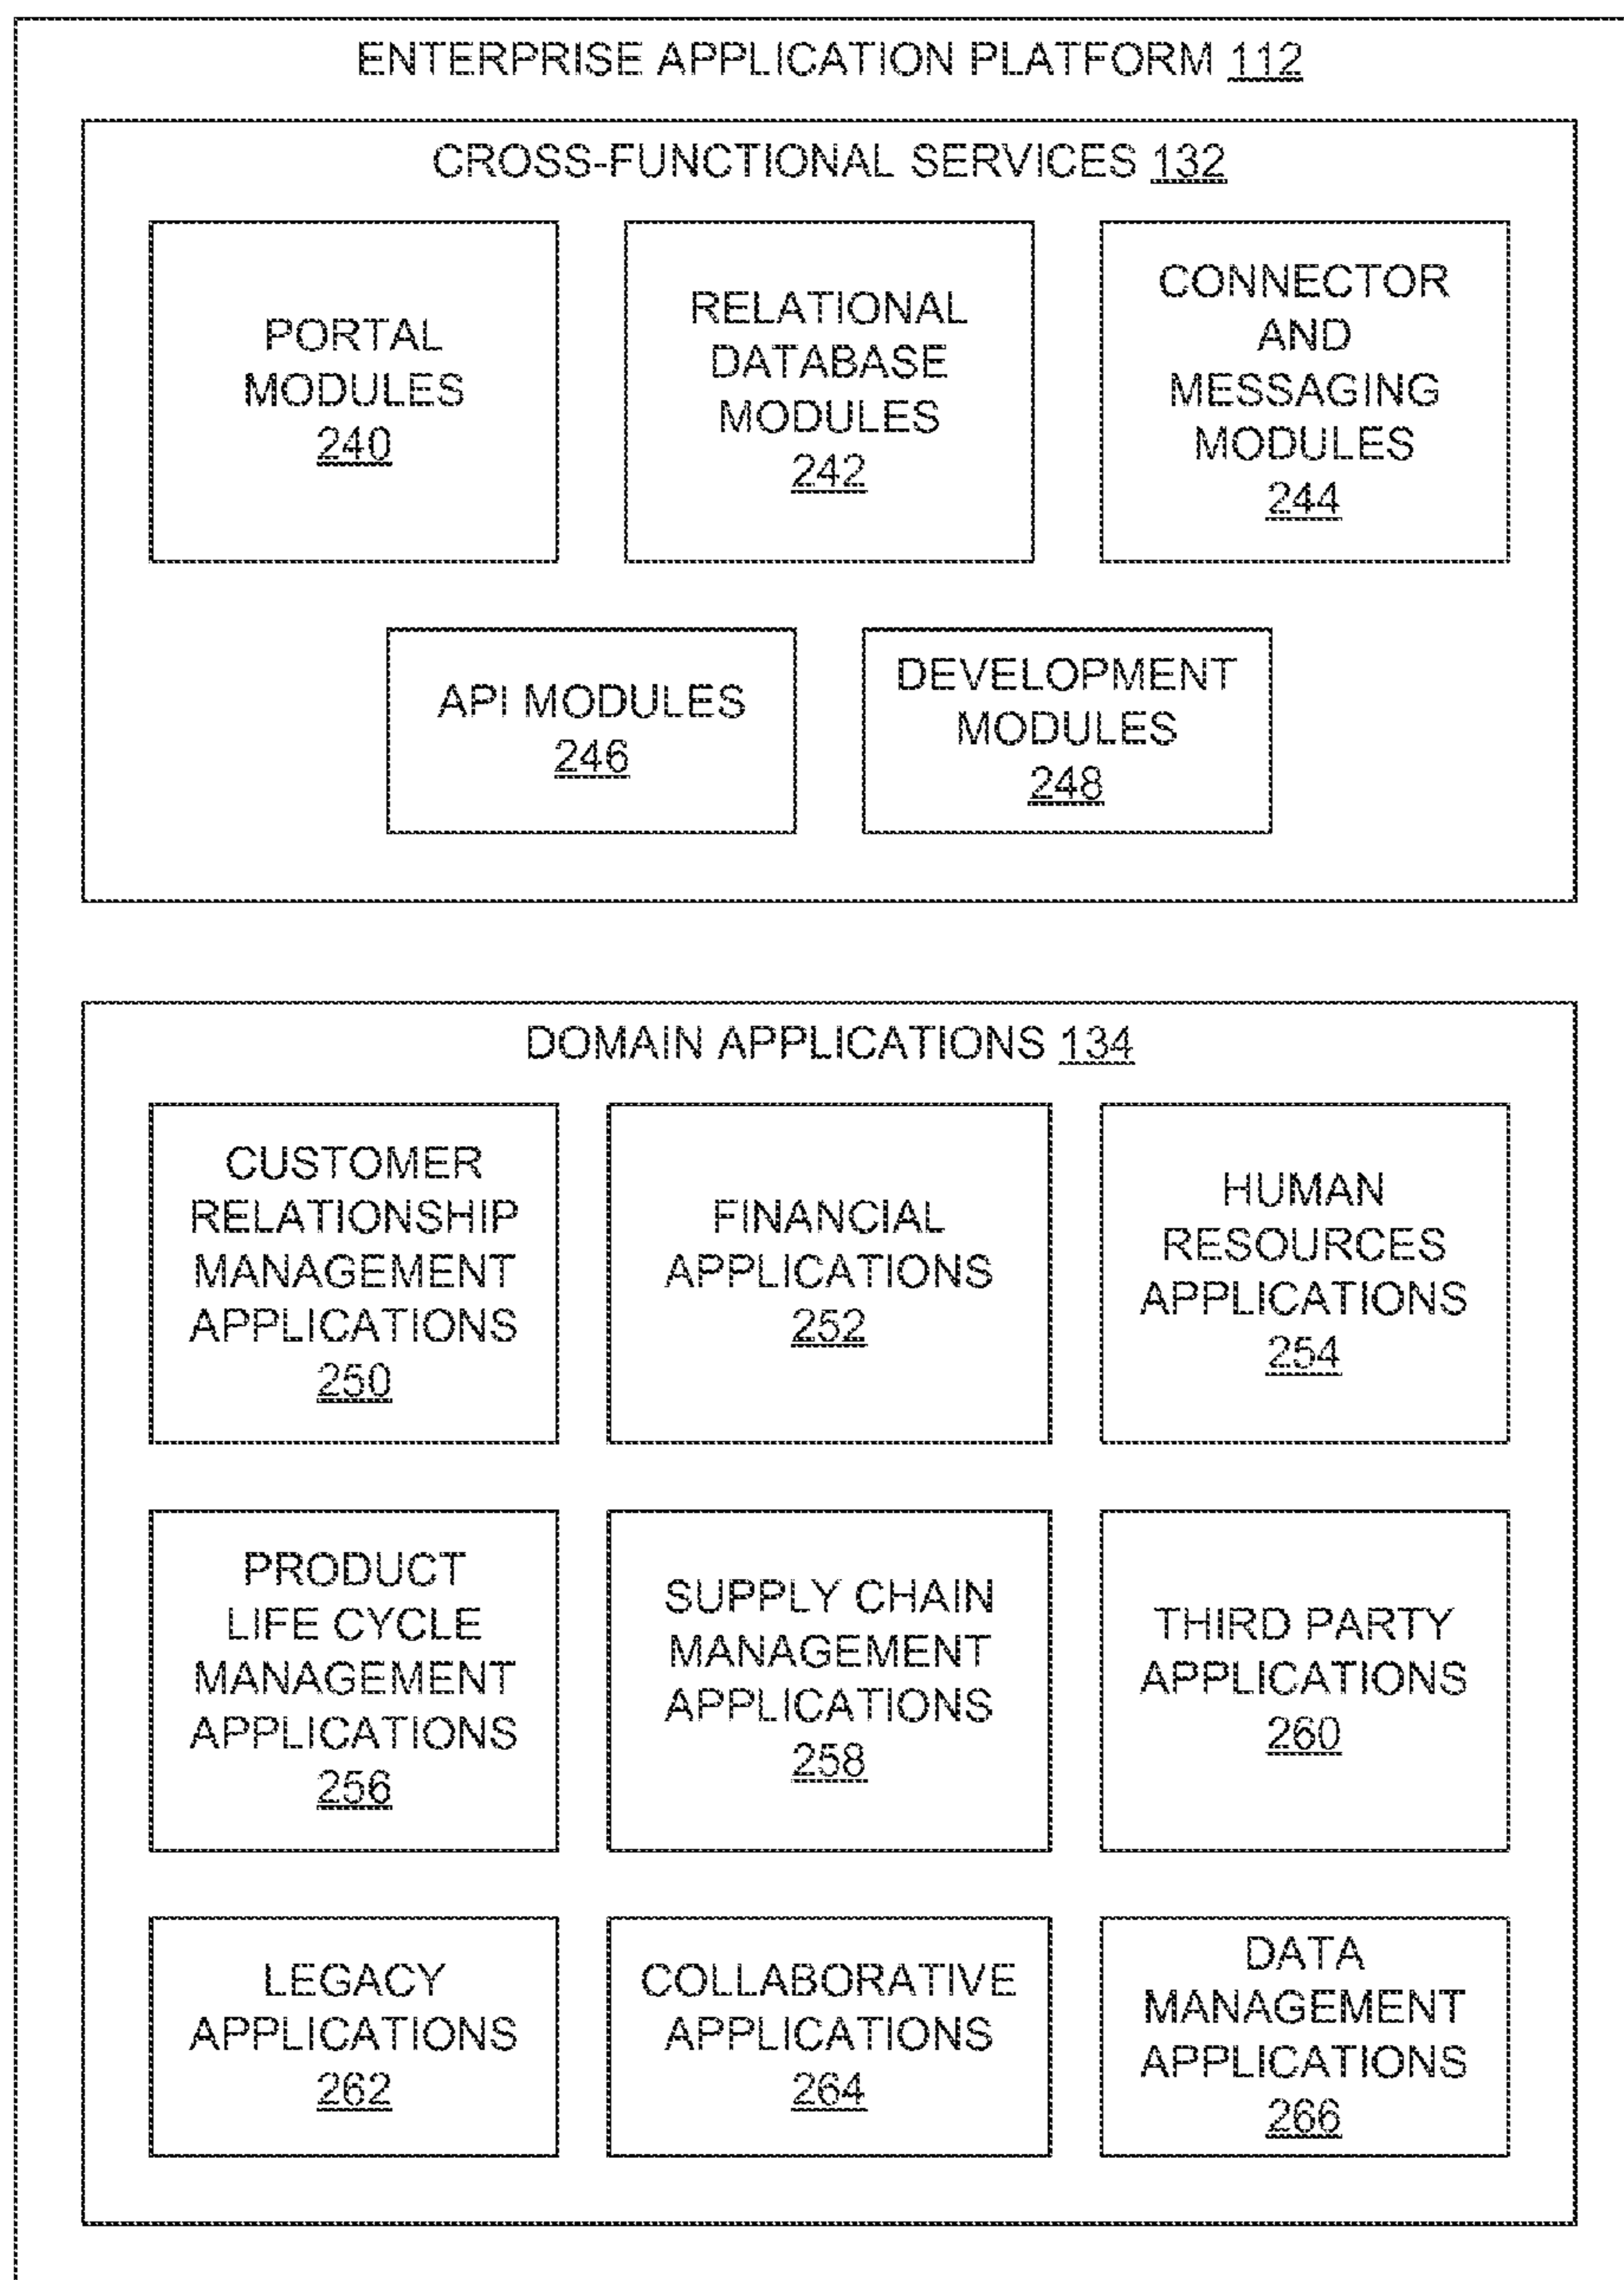 ENTERPRISE APPLICATION PLATFORM 112
CROSS-FUNCTIONAL SERVICES 132
PORTAL
MODULES
240
RELATIONAL
DATABASE
MODULES
242
CONNECTOR
AND
MESSAGING
MODULES
244
API MODULES
246
DEVELOPMENT
MODULES
248
DOMAIN APPLICATIONS 134
CUSTOMER
RELATIONSHIP
MANAGEMENT
APPLICATIONS
250
FINANCIAL
APPLICATIONS
252
HUMAN
RESOURCES
APPLICATIONS
254
PRODUCT
LIFE CYCLE
MANAGEMENT
APPLICATIONS
256
SUPPLY CHAIN
MANAGEMENT
APPLICATIONS
258
THIRD PARTY
APPLICATIONS
260
LEGACY
APPLICATIONS
262
COLLABORATIVE
APPLICATIONS
264
DATA
MANAGEMENT
APPLICATIONS
266